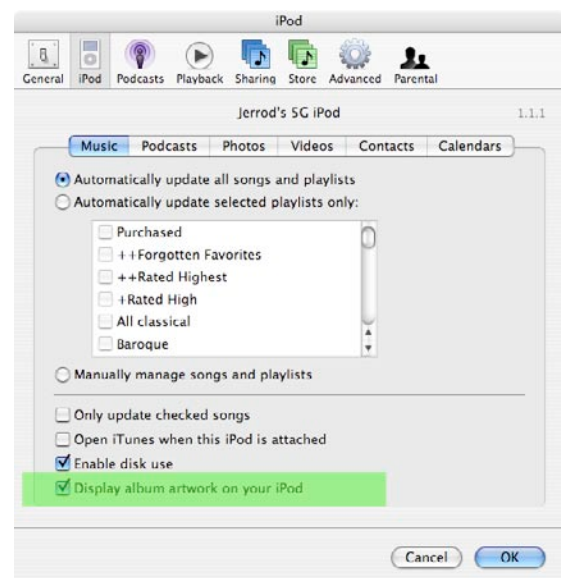 iPod
General iPod Podcasts Playback Sharing Store Advanced Parental
Jerrod's 5G iPod 1.1.1
Music Podcasts Photos Videos Contacts Calendars
Automatically update all songs and playlists
Automatically update selected playlists only:
Purchased
++Forgotten Favorites
++Rated Highest
+Rated High
All classical
Baroque
Manually manage songs and playlists
Only update checked songs
Open iTunes when this iPod is attached
Enable disk use
Display album artwork on your iPod
Cancel OK